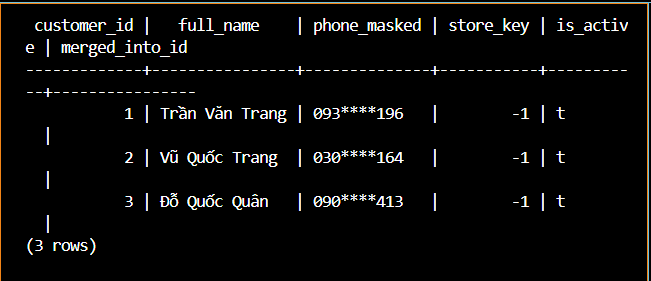 customer_id |   full_name    | phone_masked | store_key | is_activ
e | merged_into_id
-------------+----------------+--------------+-----------+---------
--+----------------
           1 | Trần Văn Trang | 093****196   |        -1 | t
  |
           2 | Vũ Quốc Trang  | 030****164   |        -1 | t
  |
           3 | Đỗ Quốc Quân   | 090****413   |        -1 | t
  |
(3 rows)